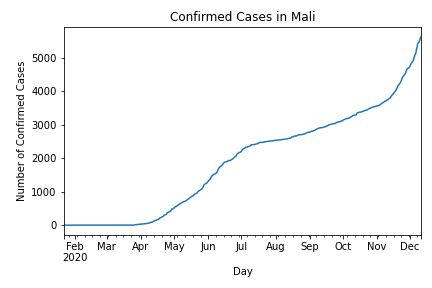 Confirmed Cases in Mali
Number of Confirmed Cases
5000
4000
3000
2000
1000
0
Feb Mar Apr May Jun Jul Aug Sep Oct Nov Dec
2020
Day